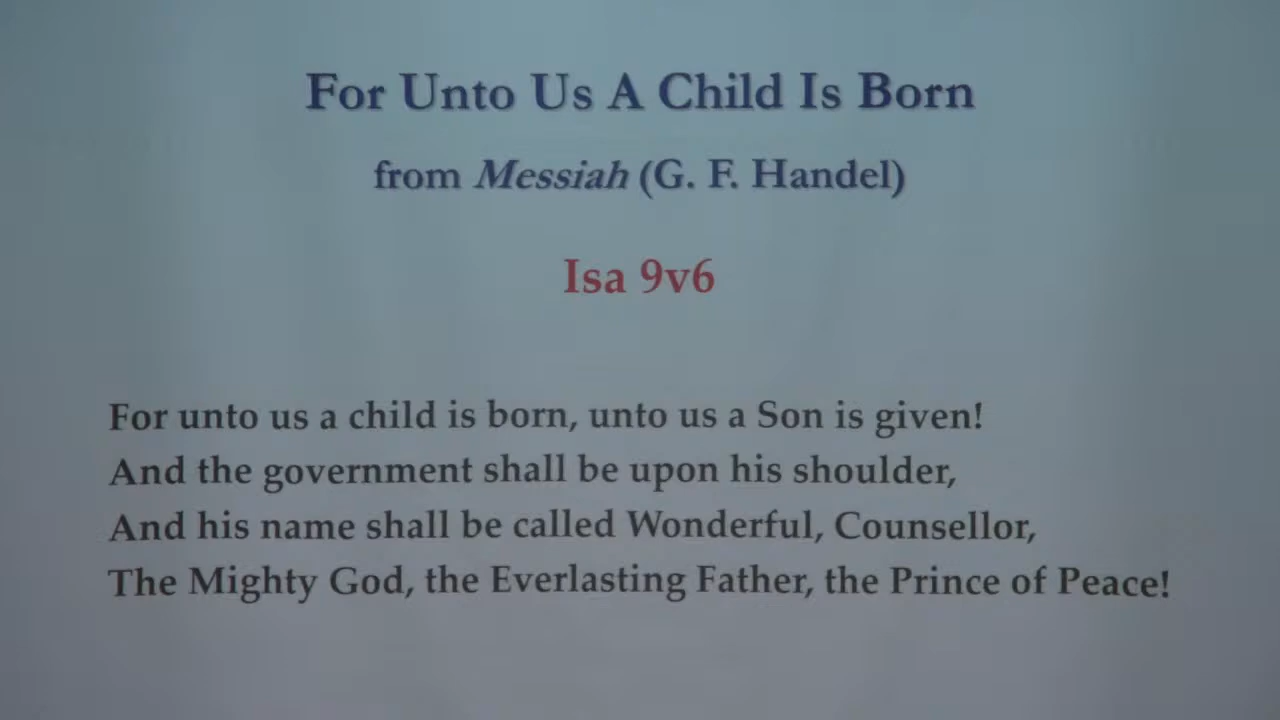 For Unto Us A Child Is Born
from Messiah (G. F. Handel)
Isa 9v6
For unto us a child is born, unto us a Son is given!
And the government shall be upon his shoulder,
And his name shall be called Wonderful, Counsellor,
The Mighty God, the Everlasting Father, the Prince of Peace!